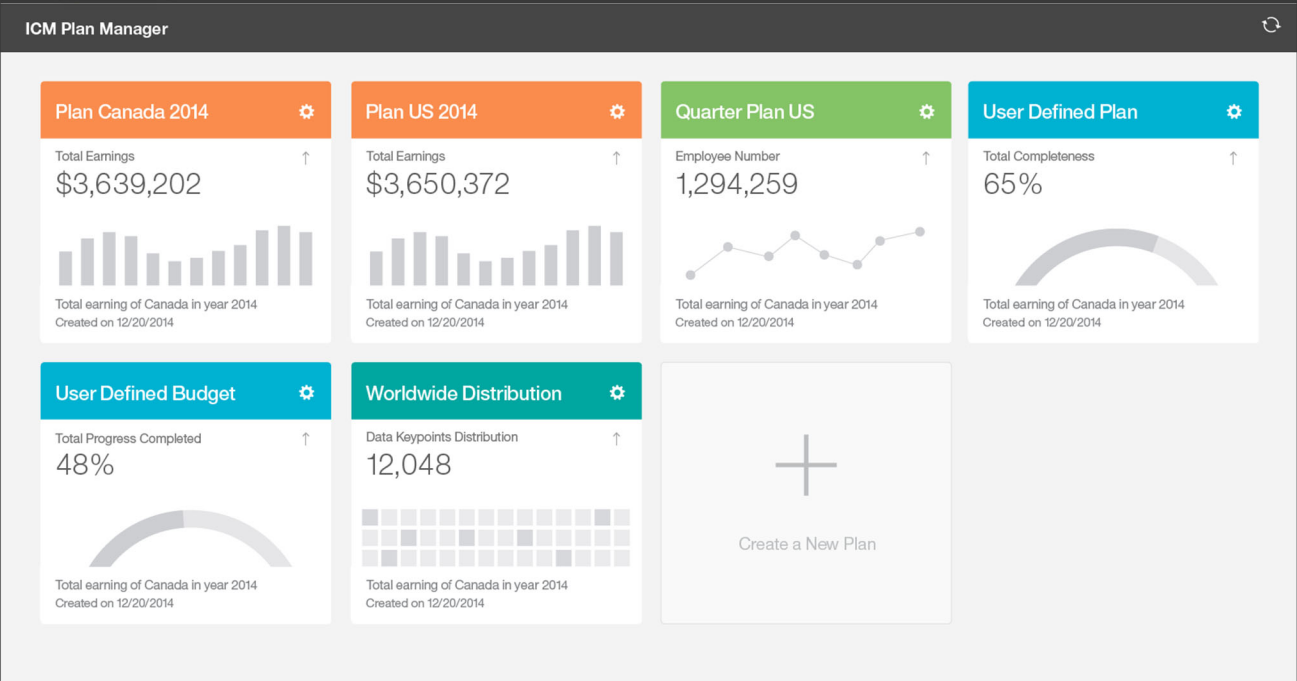 ICM Plan Manager
Plan Canada 2014
Total Earnings
$3,639,202
Total earning of Canada in year 2014
Created on 12/20/2014
Plan US 2014
Total Earnings
$3,650,372
Total earning of Canada in year 2014
Created on 12/20/2014
Quarter Plan US
Employee Number
1,294,259
Total earning of Canada in year 2014
Created on 12/20/2014
User Defined Plan
Total Completeness
65%
Total earning of Canada in year 2014
Created on 12/20/2014
User Defined Budget
Total Progress Completed
48%
Total earning of Canada in year 2014
Created on 12/20/2014
Worldwide Distribution
Data Keypoints Distribution
12,048
Total earning of Canada in year 2014
Created on 12/20/2014
Create a New Plan